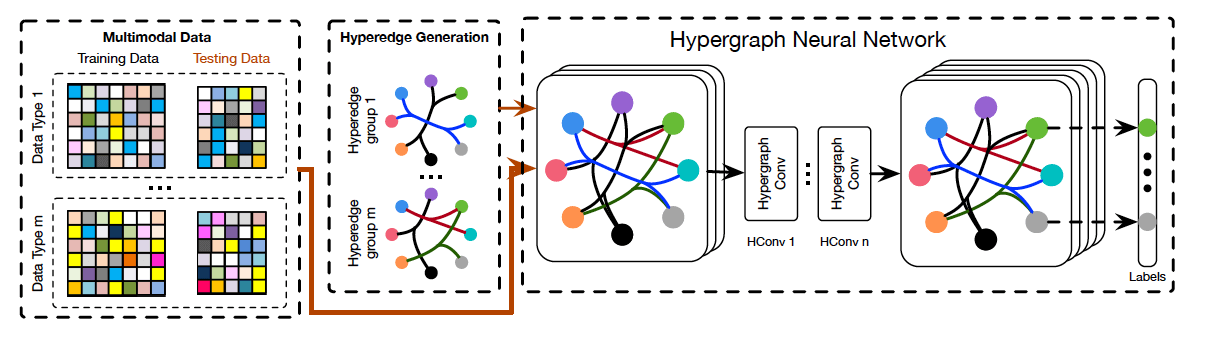 Multimodal Data
Training Data
Testing Data
Data Type 1
...
Data Type m
Hyperedge Generation
Hyperedge
group 1
...
Hyperedge
group m
Hypergraph Neural Network
Hypergraph
Conv
HConv 1
Hypergraph
Conv
HConv n
Labels